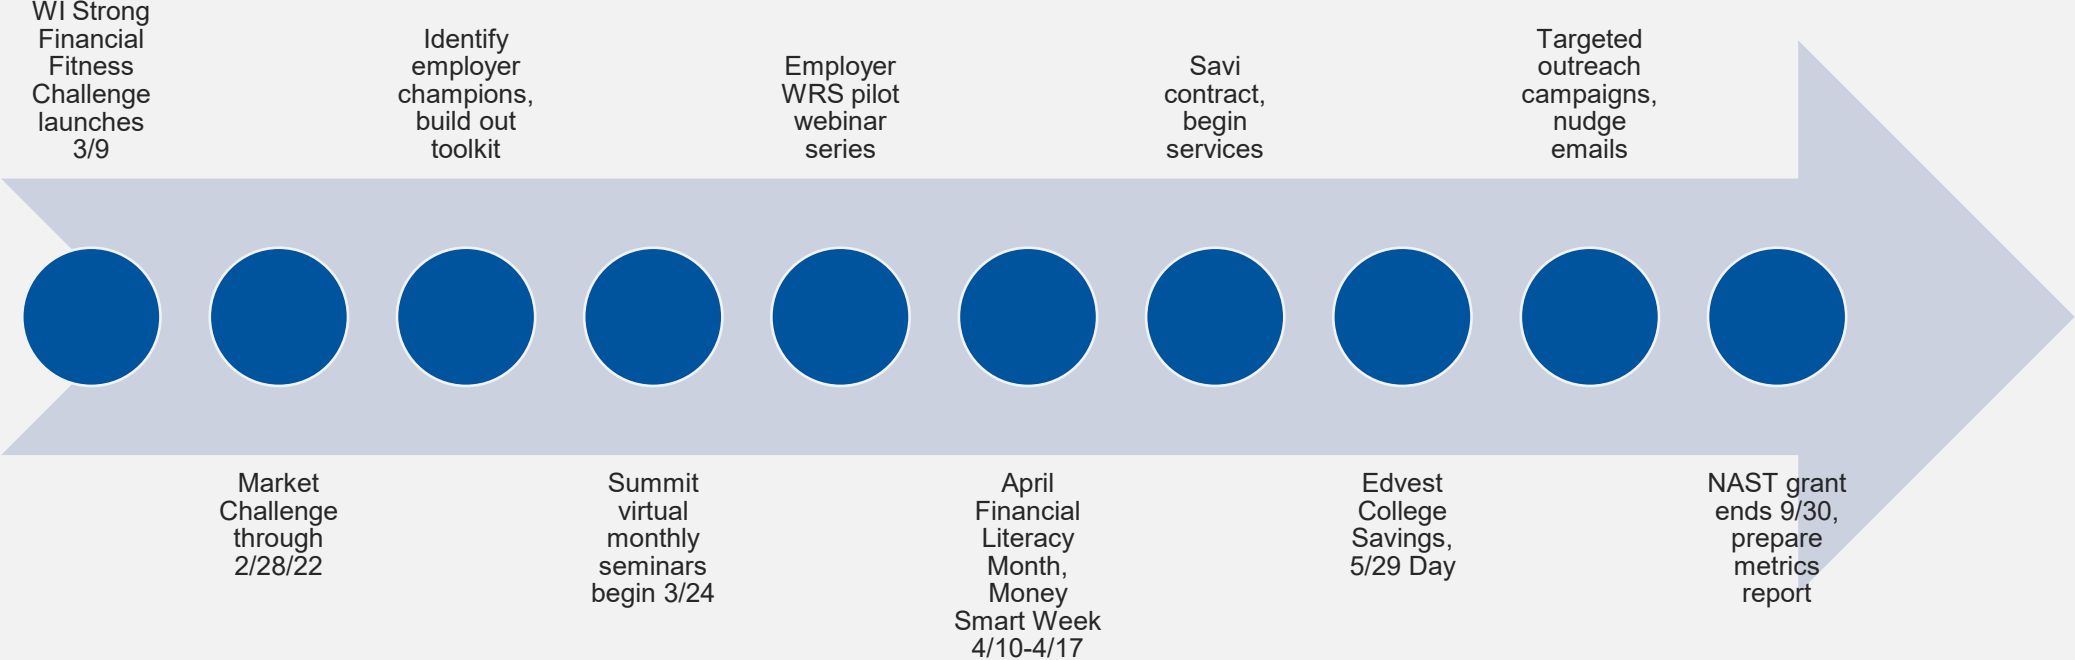 WI Strong
Financial
Fitness
Challenge
launches
3/9
Market
Challenge
through
2/28/22
Identify
employer
champions,
build out
toolkit
Summit
virtual
monthly
seminars
begin 3/24
Employer
WRS pilot
webinar
series
April
Financial
Literacy
Month,
Money
Smart Week
4/10-4/17
Savi
contract,
begin
services
Edvest
College
Savings,
5/29 Day
Targeted
outreach
campaigns,
nudge
emails
NAST grant
ends 9/30,
prepare
metrics
report